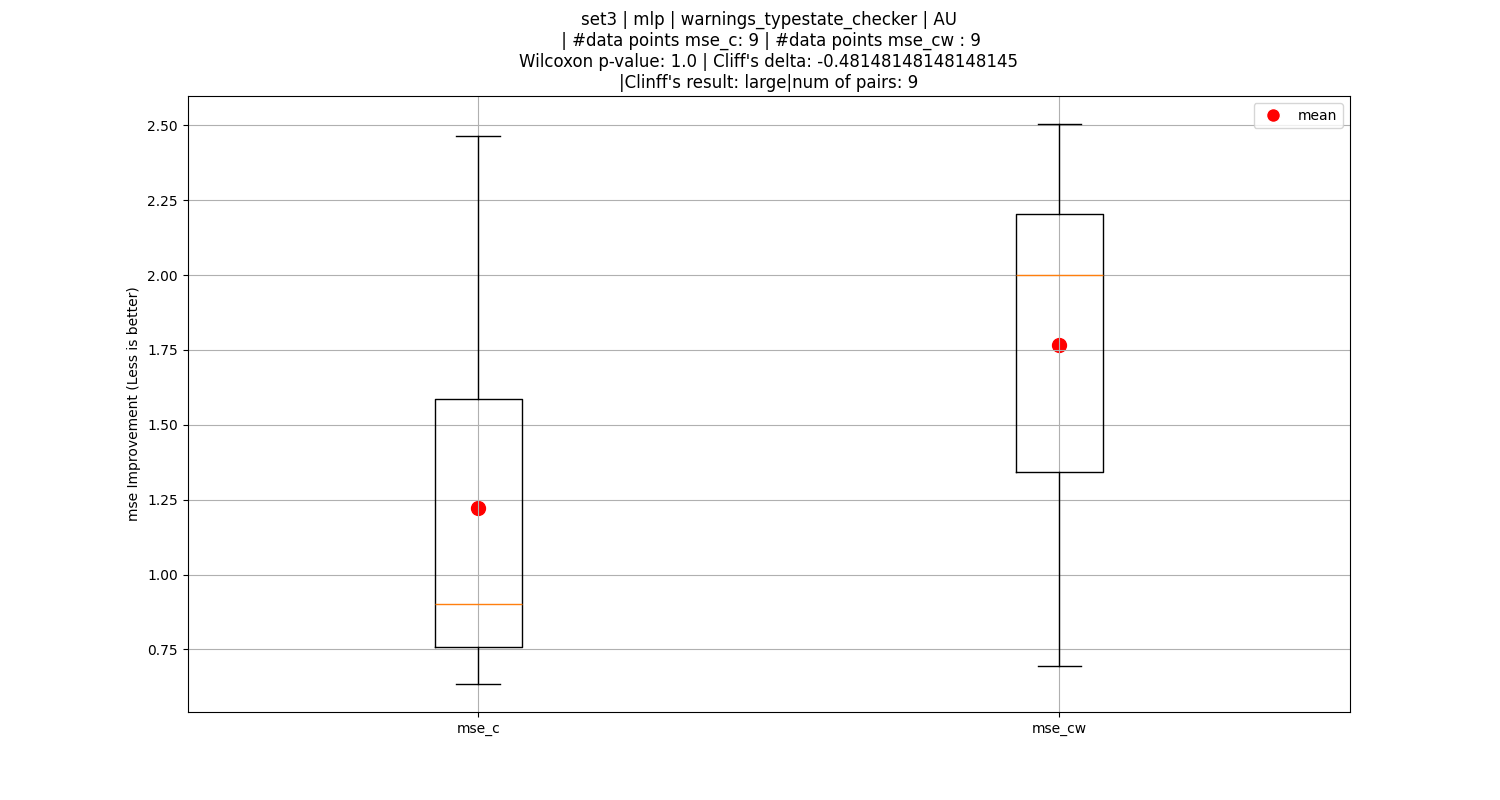 set3 | mlp | warnings_typestate_checker | AU
| #data points mse_c: 9 | #data points mse_cw : 9
Wilcoxon p-value: 1.0 | Cliff's delta: -0.48148148148148145
|Clinff's result: large|num of pairs: 9
mean
mse Improvement (Less is better)
2.50
2.25
2.00
1.75
1.50
1.25
1.00
0.75
mse_c
mse_cw